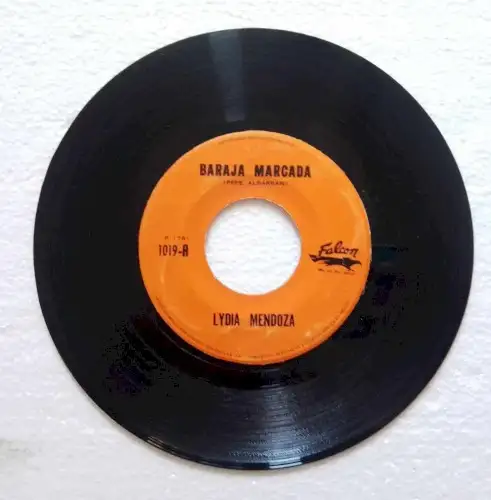 BARAJA MARCADA
(PEPE ALBARRAN)
1019-A
Falcon
LYDIA MENDOZA